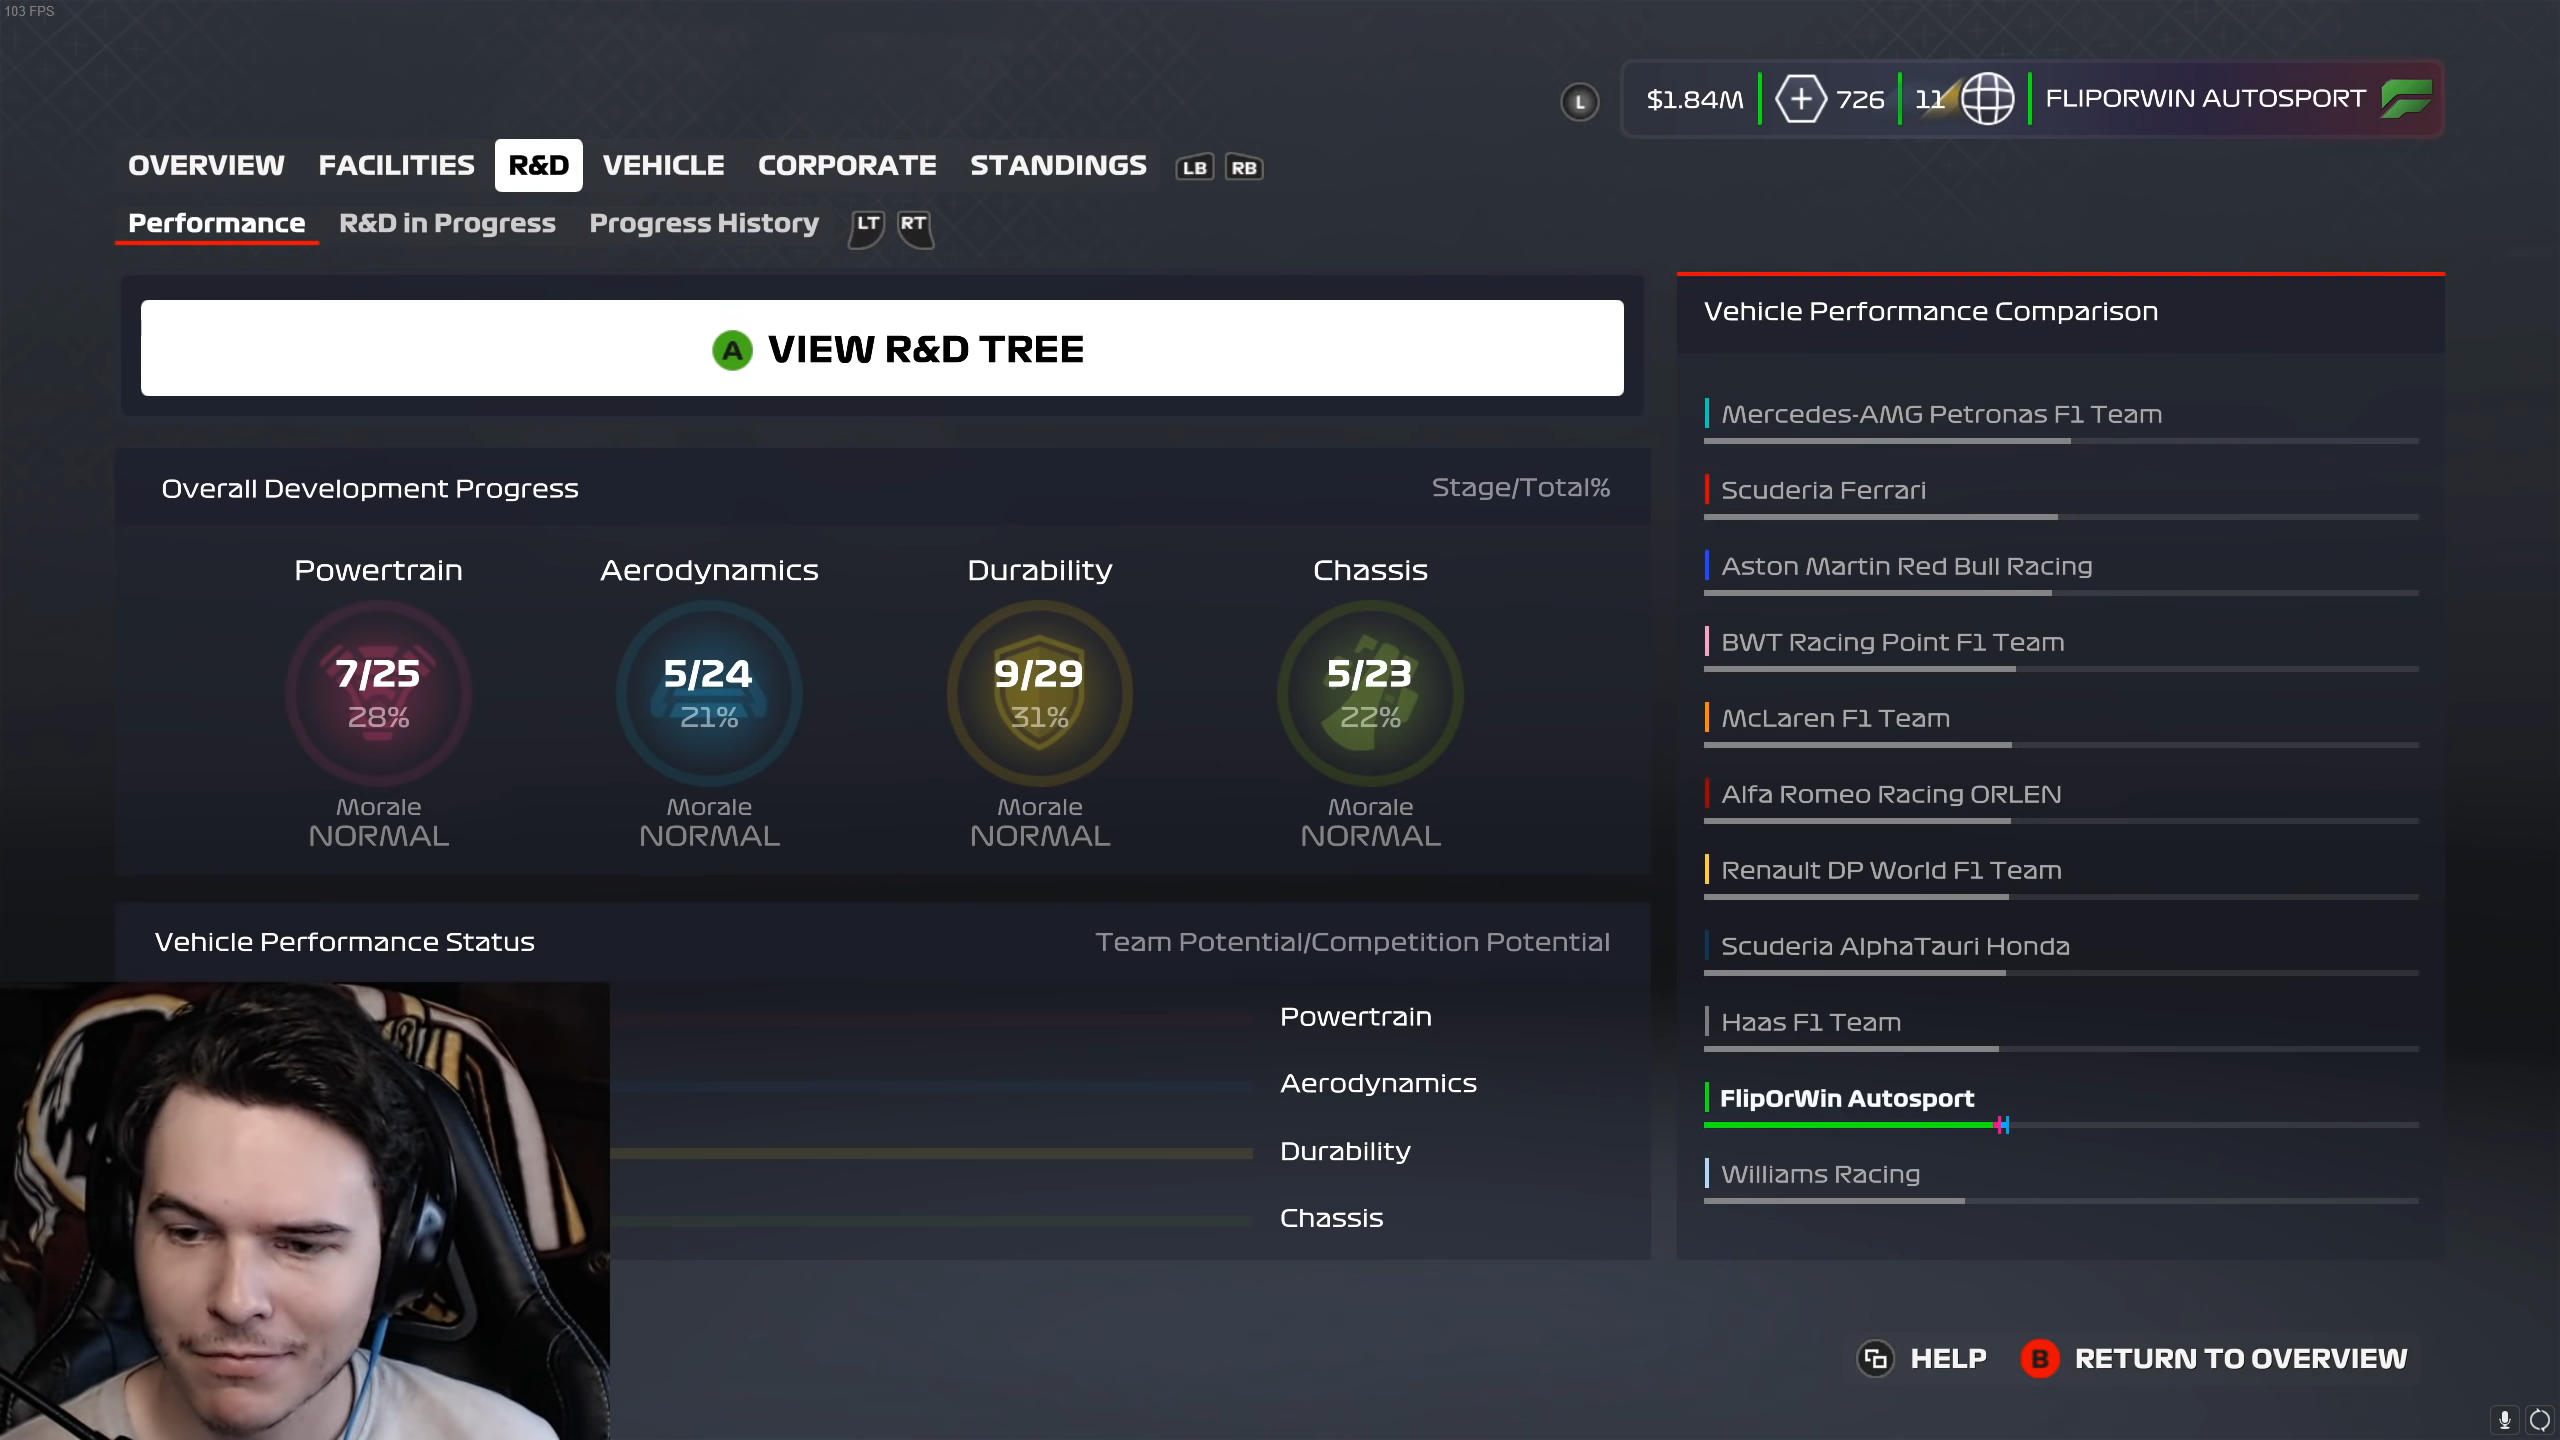 103 FPS
L $1.84M 726 11 FLIPORWIN AUTOSPORT
OVERVIEW FACILITIES R&D VEHICLE CORPORATE STANDINGS LB RB
Performance R&D in Progress Progress History LT RT
A VIEW R&D TREE
Overall Development Progress Stage/Total%
Powertrain Aerodynamics Durability Chassis
7/25 5/24 9/29 5/23
28% 21% 31% 22%
Morale Morale Morale Morale
NORMAL NORMAL NORMAL NORMAL
Vehicle Performance Status Team Potential/Competition Potential
Powertrain
Aerodynamics
Durability
Chassis
Vehicle Performance Comparison
Mercedes-AMG Petronas F1 Team
Scuderia Ferrari
Aston Martin Red Bull Racing
BWT Racing Point F1 Team
McLaren F1 Team
Alfa Romeo Racing ORLEN
Renault DP World F1 Team
Scuderia AlphaTauri Honda
Haas F1 Team
FlipOrWin Autosport
Williams Racing
HELP B RETURN TO OVERVIEW